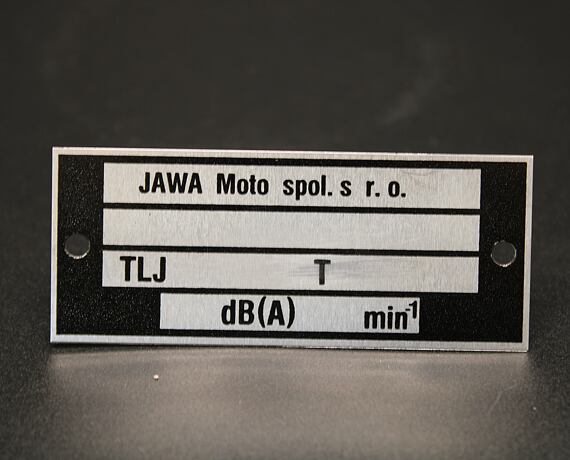 JAWA Moto spol. s r. o.
TLJ T
dB(A) min-1